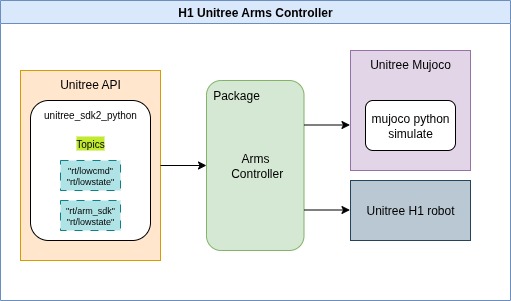 H1 Unitree Arms Controller
Unitree API
unitree_sdk2_python
Topics
"rt/lowcmd"
"rt/lowstate"
"rt/arm_sdk"
"rt/lowstate"
Package
Arms
Controller
Unitree Mujoco
mujoco python
simulate
Unitree H1 robot